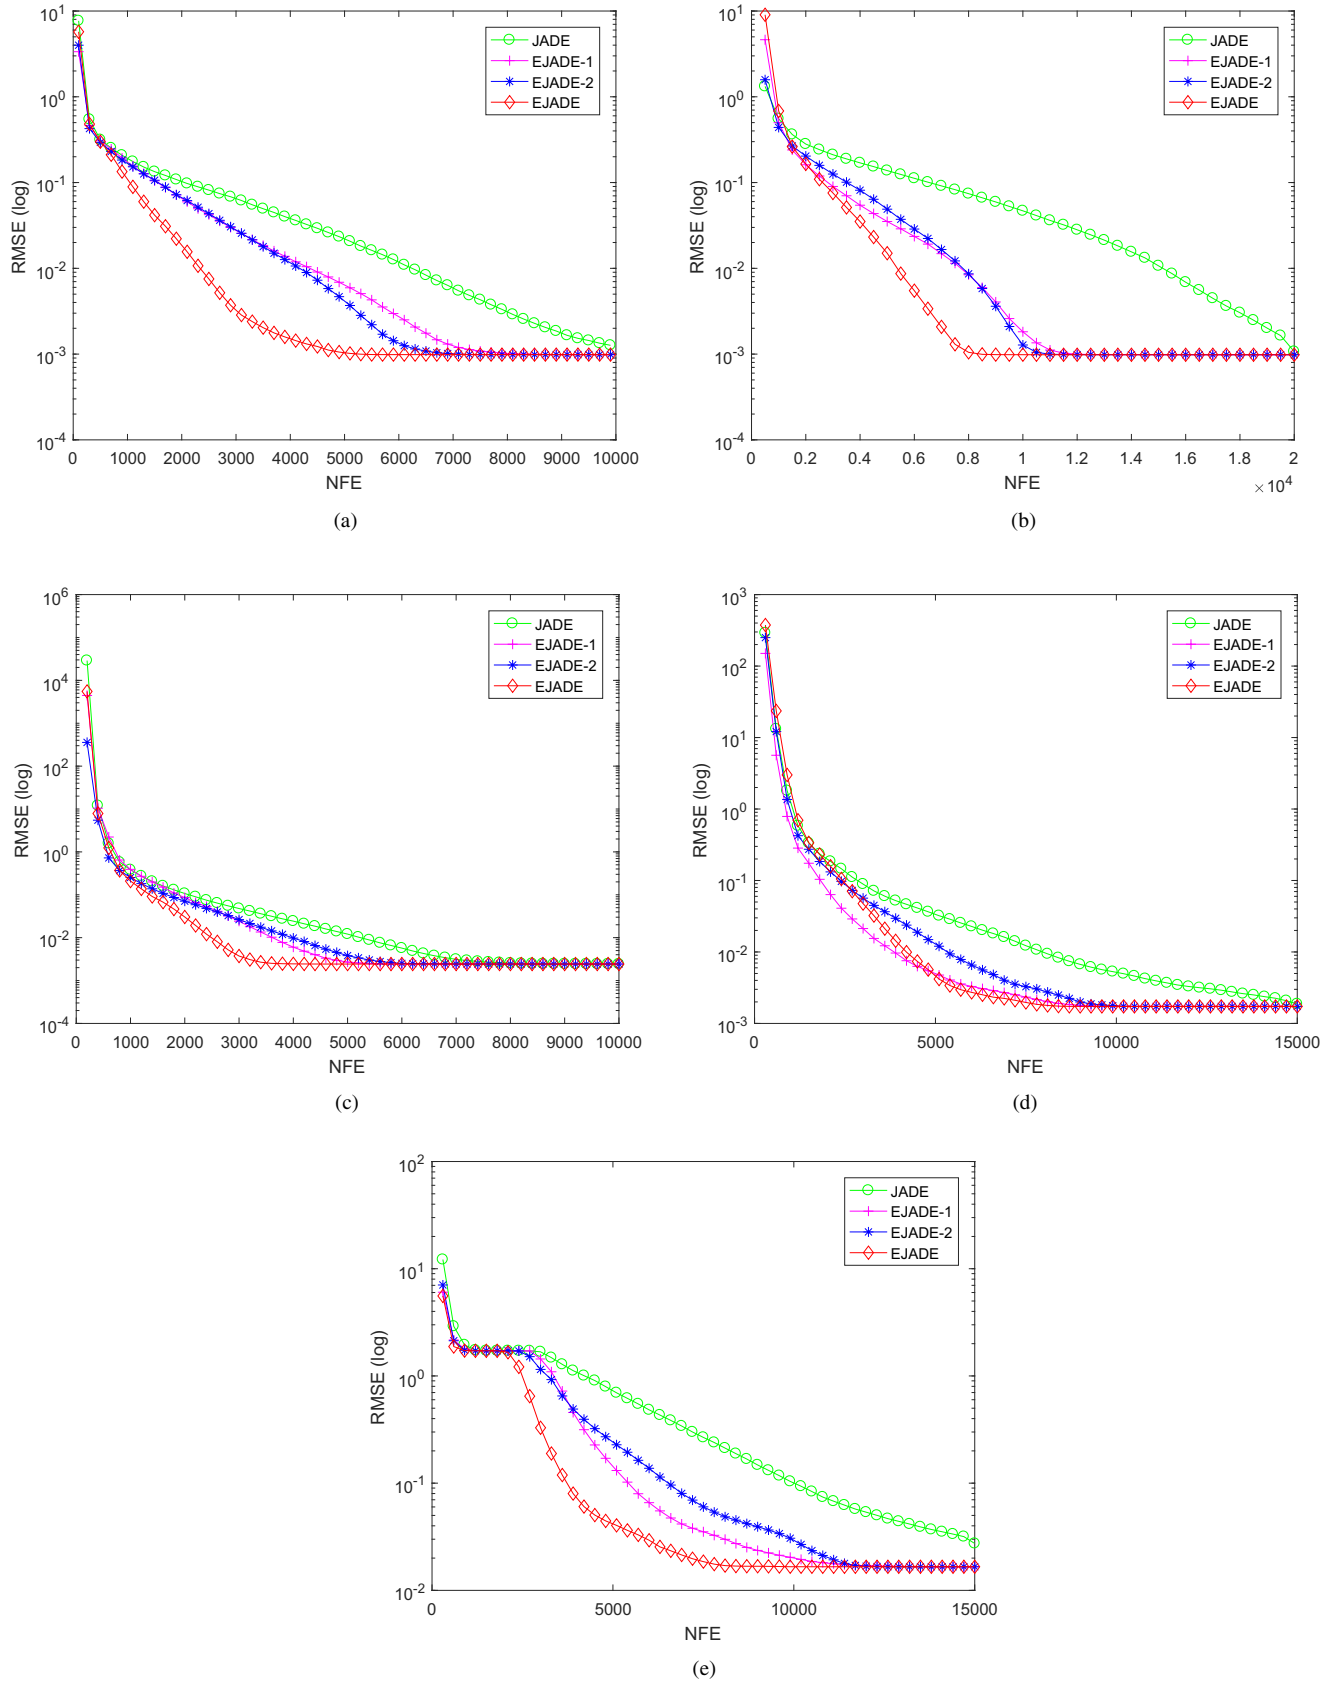 10^1
10^0
10^-1
10^-2
10^-3
10^-4
RMSE (log)
0 1000 2000 3000 4000 5000 6000 7000 8000 9000 10000
NFE
JADE
EJADE-1
EJADE-2
EJADE
(a)
10^1
10^0
10^-1
10^-2
10^-3
10^-4
RMSE (log)
0 0.2 0.4 0.6 0.8 1 1.2 1.4 1.6 1.8 2
×10^4
NFE
JADE
EJADE-1
EJADE-2
EJADE
(b)
10^6
10^4
10^2
10^0
10^-2
10^-4
RMSE (log)
0 1000 2000 3000 4000 5000 6000 7000 8000 9000 10000
NFE
JADE
EJADE-1
EJADE-2
EJADE
(c)
10^3
10^2
10^1
10^0
10^-1
10^-2
10^-3
RMSE (log)
0 5000 10000 15000
NFE
JADE
EJADE-1
EJADE-2
EJADE
(d)
10^2
10^1
10^0
10^-1
10^-2
RMSE (log)
0 5000 10000 15000
NFE
JADE
EJADE-1
EJADE-2
EJADE
(e)